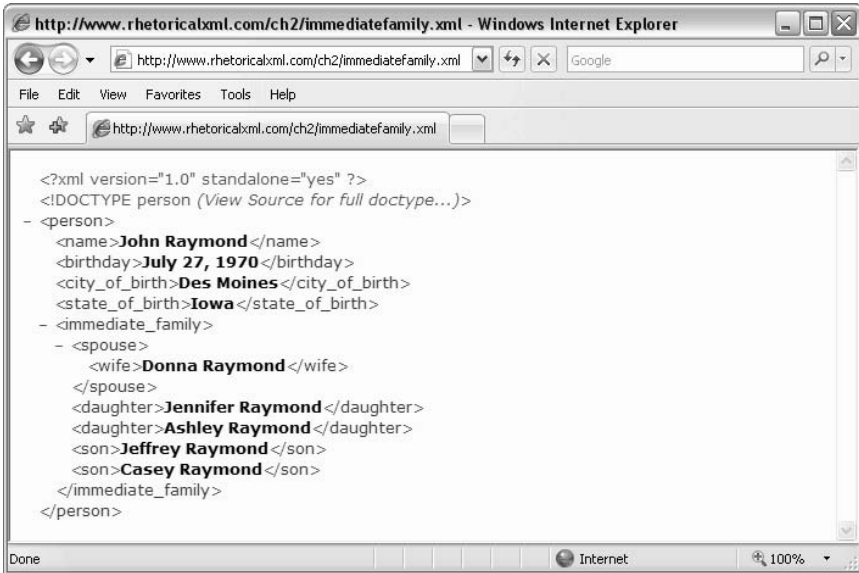 http://www.rhetoricalxml.com/ch2/immediatefamily.xml - Windows Internet Explorer
http://www.rhetoricalxml.com/ch2/immediatefamily.xml Google
File Edit View Favorites Tools Help
http://www.rhetoricalxml.com/ch2/immediatefamily.xml
<?xml version="1.0" standalone="yes" ?>
<!DOCTYPE person (View Source for full doctype...)>
- <person>
<name>John Raymond</name>
<birthday>July 27, 1970</birthday>
<city_of_birth>Des Moines</city_of_birth>
<state_of_birth>Iowa</state_of_birth>
- <immediate_family>
- <spouse>
<wife>Donna Raymond</wife>
</spouse>
<daughter>Jennifer Raymond</daughter>
<daughter>Ashley Raymond</daughter>
<son>Jeffrey Raymond</son>
<son>Casey Raymond</son>
</immediate_family>
</person>
Done Internet 100%